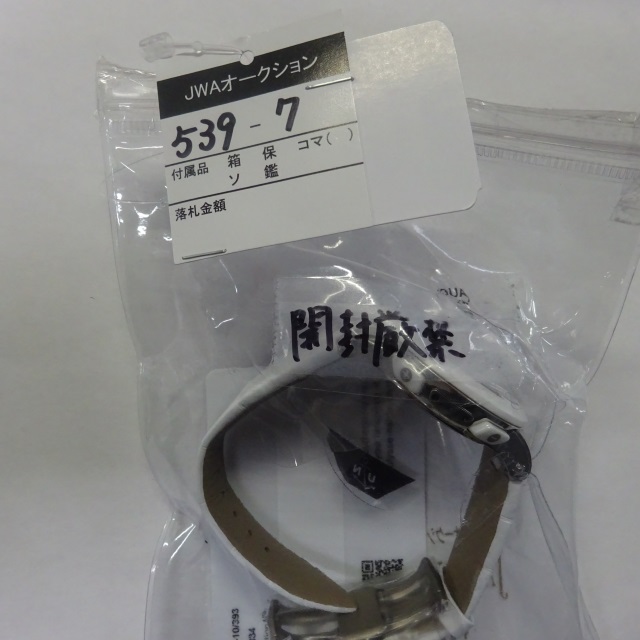 JWAオークション
539-7
付属品 箱 保 コマ( )
ソ 鑑
落札金額
開封厳禁